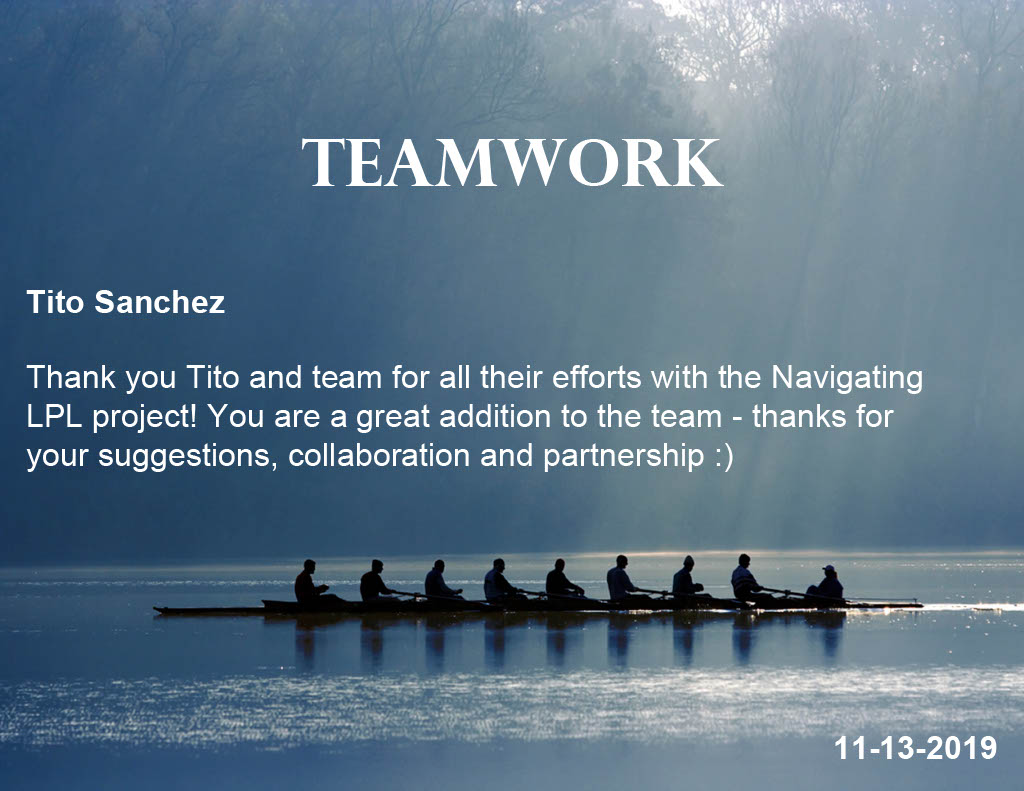 TEAMWORK
Tito Sanchez
Thank you Tito and team for all their efforts with the Navigating
LPL project! You are a great addition to the team - thanks for
your suggestions, collaboration and partnership :)
11-13-2019